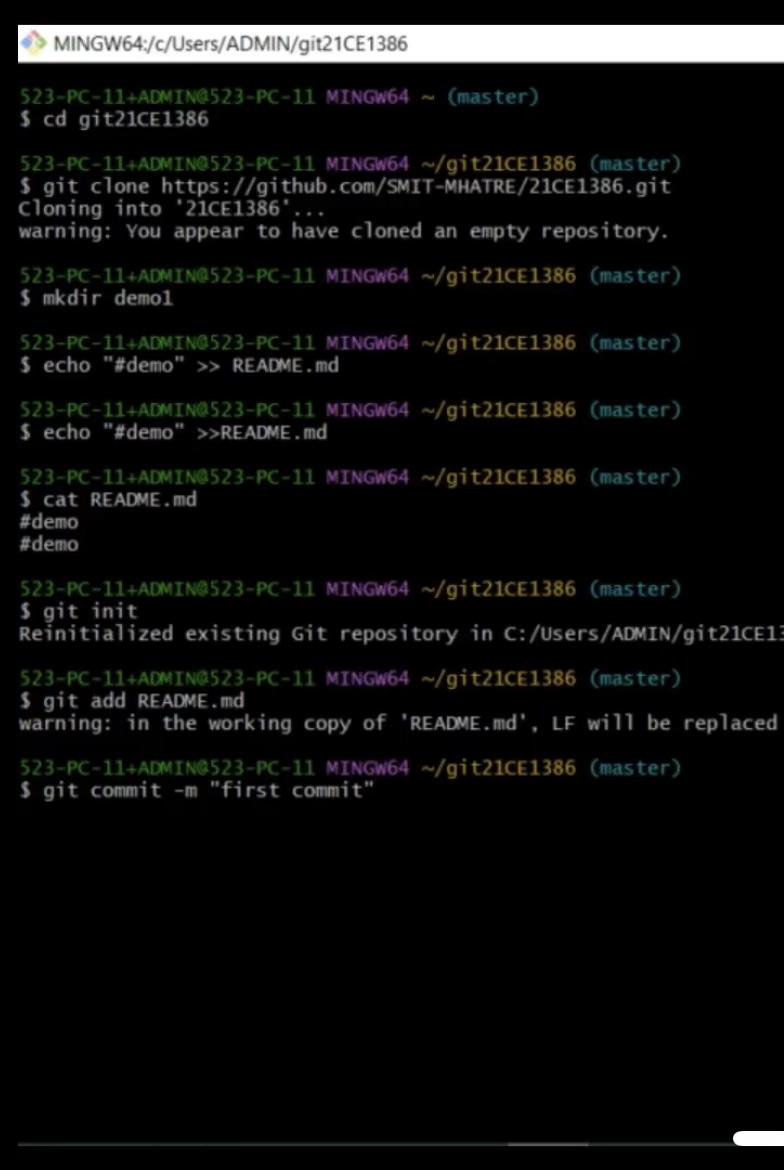 MINGW64:/c/Users/ADMIN/git21CE1386
523-PC-11+ADMIN@523-PC-11 MINGW64 ~ (master)
$ cd git21CE1386
523-PC-11+ADMIN@523-PC-11 MINGW64 ~/git21CE1386 (master)
$ git clone https://github.com/SMIT-MHATRE/21CE1386.git
Cloning into '21CE1386'...
warning: You appear to have cloned an empty repository.
523-PC-11+ADMIN@523-PC-11 MINGW64 ~/git21CE1386 (master)
$ mkdir demo1
523-PC-11+ADMIN@523-PC-11 MINGW64 ~/git21CE1386 (master)
$ echo "#demo" >> README.md
523-PC-11+ADMIN@523-PC-11 MINGW64 ~/git21CE1386 (master)
$ echo "#demo" >>README.md
523-PC-11+ADMIN@523-PC-11 MINGW64 ~/git21CE1386 (master)
$ cat README.md
#demo
#demo
523-PC-11+ADMIN@523-PC-11 MINGW64 ~/git21CE1386 (master)
$ git init
Reinitialized existing Git repository in C:/Users/ADMIN/git21CE13
523-PC-11+ADMIN@523-PC-11 MINGW64 ~/git21CE1386 (master)
$ git add README.md
warning: in the working copy of 'README.md', LF will be replaced
523-PC-11+ADMIN@523-PC-11 MINGW64 ~/git21CE1386 (master)
$ git commit -m "first commit"